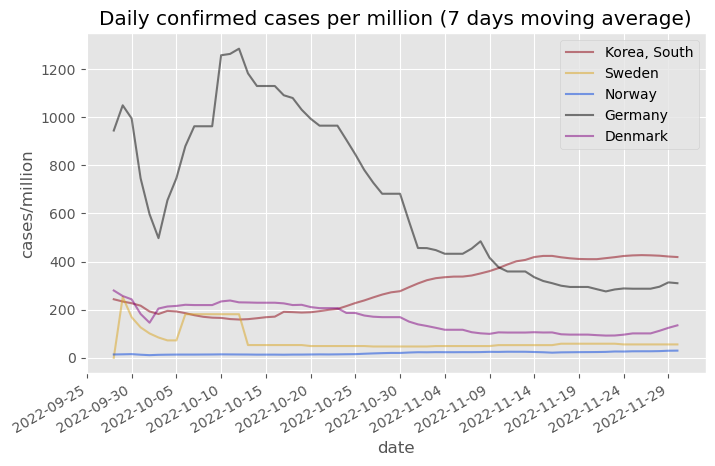 Daily confirmed cases per million (7 days moving average)
Korea, South
Sweden
Norway
Germany
Denmark
cases/million
1200
1000
800
600
400
200
0
2022-09-25
2022-09-30
2022-10-05
2022-10-10
2022-10-15
2022-10-20
2022-10-25
2022-10-30
2022-11-04
2022-11-09
2022-11-14
2022-11-19
2022-11-24
2022-11-29
date